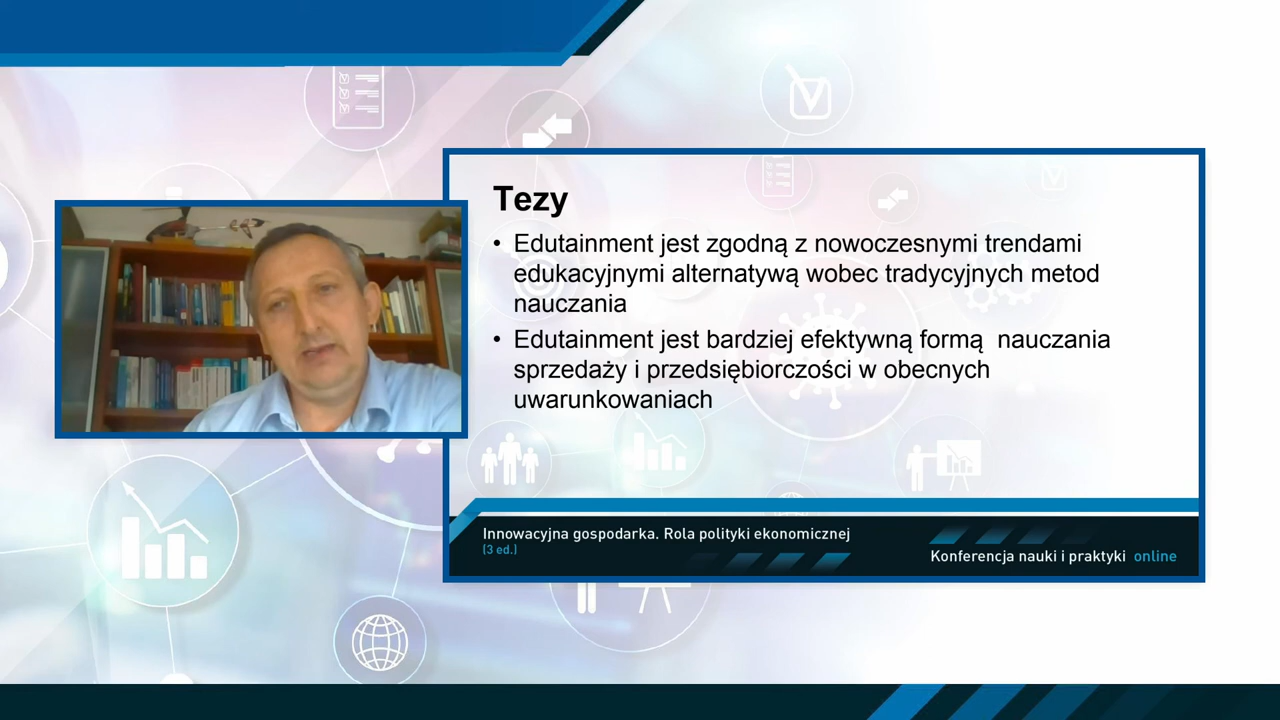 Tezy
• Edutainment jest zgodną z nowoczesnymi trendami
edukacyjnymi alternatywą wobec tradycyjnych metod
nauczania
• Edutainment jest bardziej efektywną formą nauczania
sprzedaży i przedsiębiorczości w obecnych
uwarunkowaniach
Innowacyjna gospodarka. Rola polityki ekonomicznej
(3 ed.)
Konferencja nauki i praktyki online